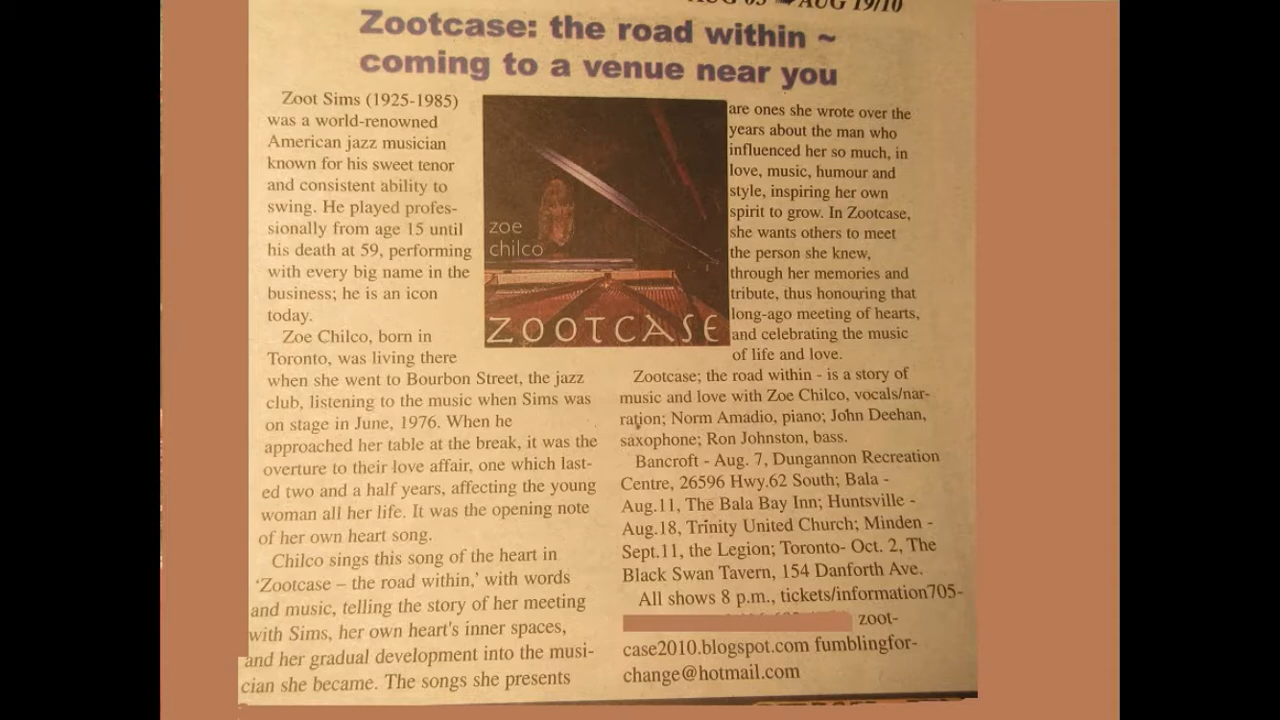 AUG 19/10
Zootcase: the road within ~
coming to a venue near you
Zoot Sims (1925-1985)
was a world-renowned
American jazz musician
known for his sweet tenor
and consistent ability to
swing. He played profes-
sionally from age 15 until
his death at 59, performing
with every big name in the
business; he is an icon
today.
Zoe Chilco, born in
Toronto, was living there
when she went to Bourbon Street, the jazz
club, listening to the music when Sims was
on stage in June, 1976. When he
approached her table at the break, it was the
overture to their love affair, one which last-
ed two and a half years, affecting the young
woman all her life. It was the opening note
of her own heart song.
Chilco sings this song of the heart in
‘Zootcase – the road within,’ with words
and music, telling the story of her meeting
with Sims, her own heart's inner spaces,
and her gradual development into the musi-
cian she became. The songs she presents
zoe
chilco
ZOOTCASE
are ones she wrote over the
years about the man who
influenced her so much, in
love, music, humour and
style, inspiring her own
spirit to grow. In Zootcase,
she wants others to meet
the person she knew,
through her memories and
tribute, thus honouring that
long-ago meeting of hearts,
and celebrating the music
of life and love.
Zootcase; the road within - is a story of
music and love with Zoe Chilco, vocals/nar-
ration; Norm Amadio, piano; John Deehan,
saxophone; Ron Johnston, bass.
Bancroft - Aug. 7, Dungannon Recreation
Centre, 26596 Hwy.62 South; Bala -
Aug.11, The Bala Bay Inn; Huntsville -
Aug.18, Trinity United Church; Minden -
Sept.11, the Legion; Toronto- Oct. 2, The
Black Swan Tavern, 154 Danforth Ave.
All shows 8 p.m., tickets/information705-
zoot-
case2010.blogspot.com fumblingfor-
change@hotmail.com